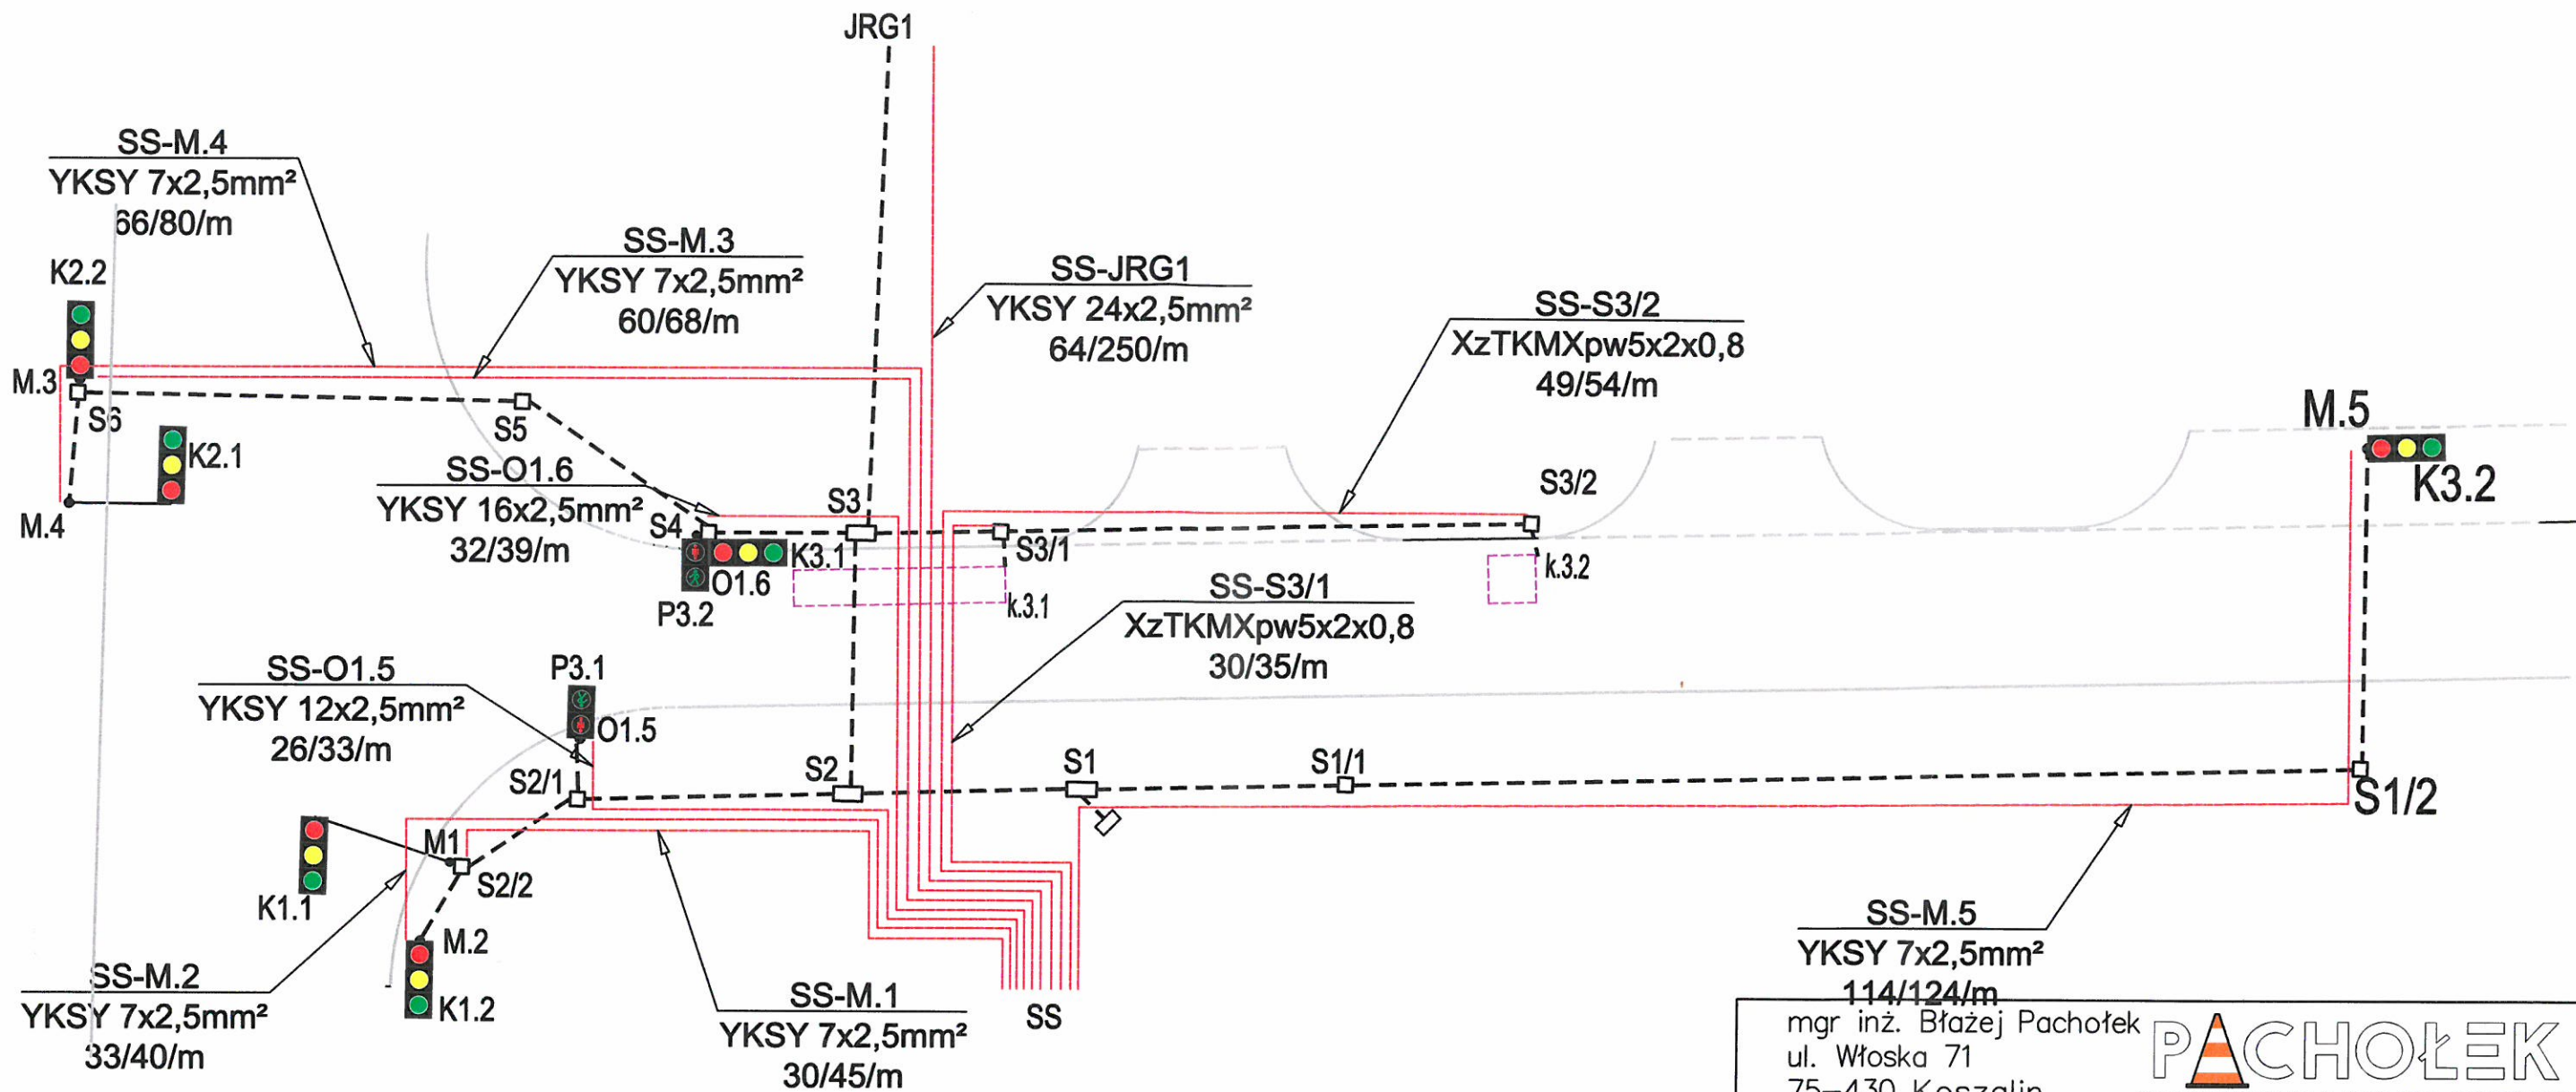 JRG1
SS-M.4
YKSY 7x2,5mm²
66/80/m
SS-M.3
YKSY 7x2,5mm²
60/68/m
SS-JRG1
YKSY 24x2,5mm²
64/250/m
SS-S3/2
XzTKMXpw5x2x0,8
49/54/m
K2.2
M.3
S6
S5
K2.1
M.4
SS-O1.6
YKSY 16x2,5mm²
32/39/m
S4
S3
K3.1
O1.6
P3.2
S3/1
k.3.1
S3/2
k.3.2
M.5
K3.2
SS-S3/1
XzTKMXpw5x2x0,8
30/35/m
SS-O1.5
YKSY 12x2,5mm²
26/33/m
P3.1
O1.5
S2/1
S2
S1
S1/1
S1/2
M1
S2/2
K1.1
M.2
K1.2
SS-M.2
YKSY 7x2,5mm²
33/40/m
SS-M.1
YKSY 7x2,5mm²
30/45/m
SS
SS-M.5
YKSY 7x2,5mm²
114/124/m
mgr inż. Błażej Pachołek
ul. Włoska 71
75-430 Koszalin
PACHOŁEK